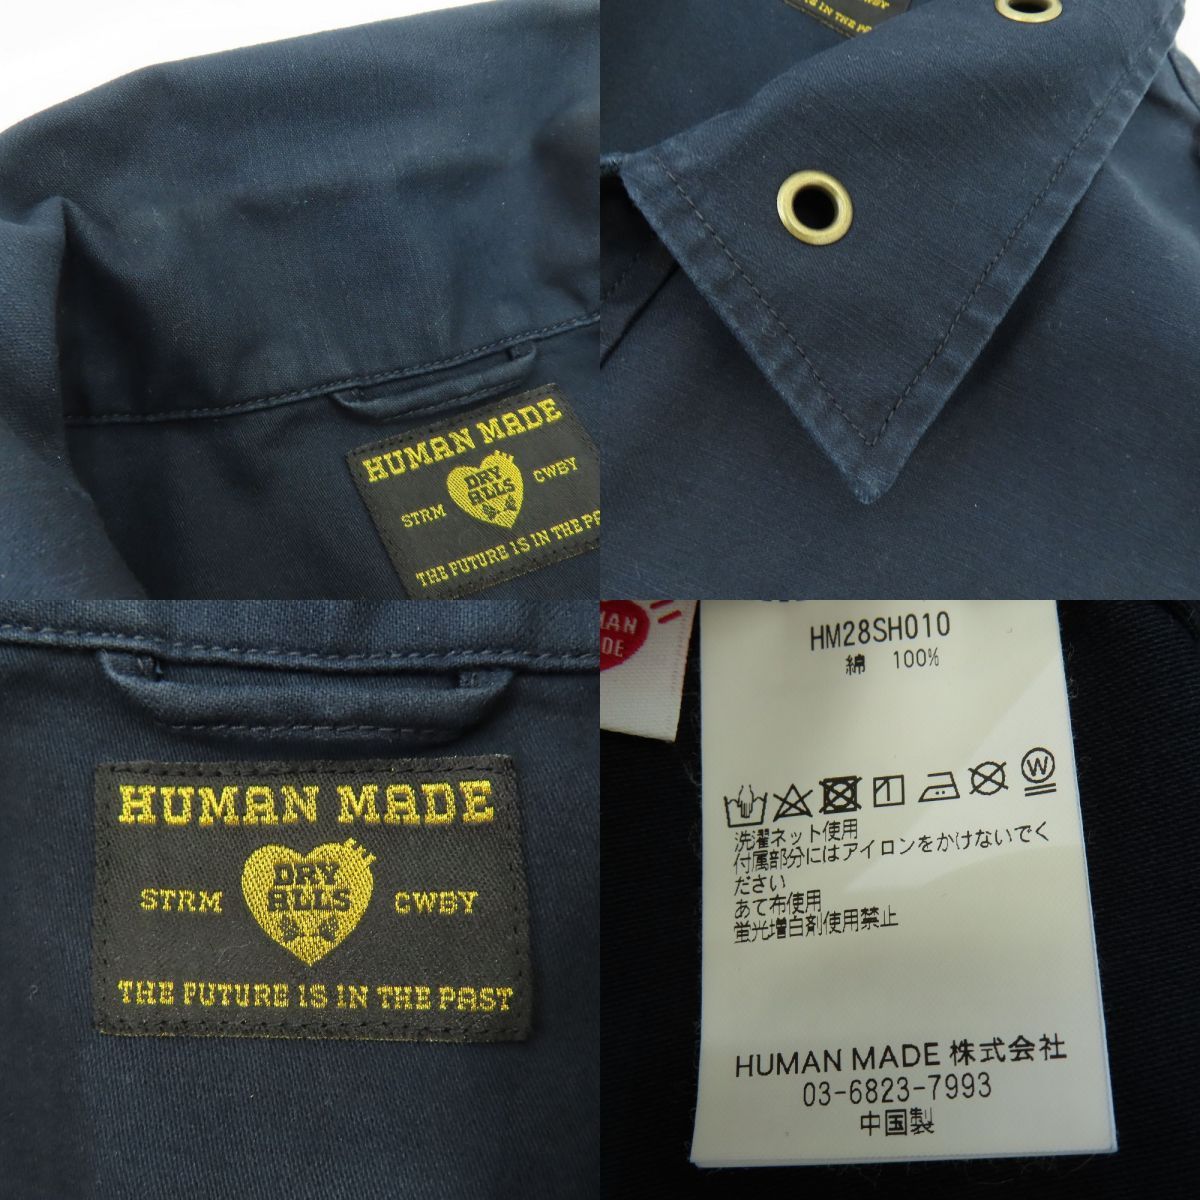 HUMAN MADE
STRM DRY ALLS CWBY
THE FUTURE IS IN THE
IN THE PAST
HUMAN MADE
STRM DRY ALLS CWBY
THE FUTURE IS IN THE PAST
HM28SH010
綿 100%
W
洗濯ネット使用
付属部分にはアイロンをかけないでく
ださい
あて布使用
蛍光増白剤使用禁止
HUMAN MADE 株式会社
03-6823-7993
中国製